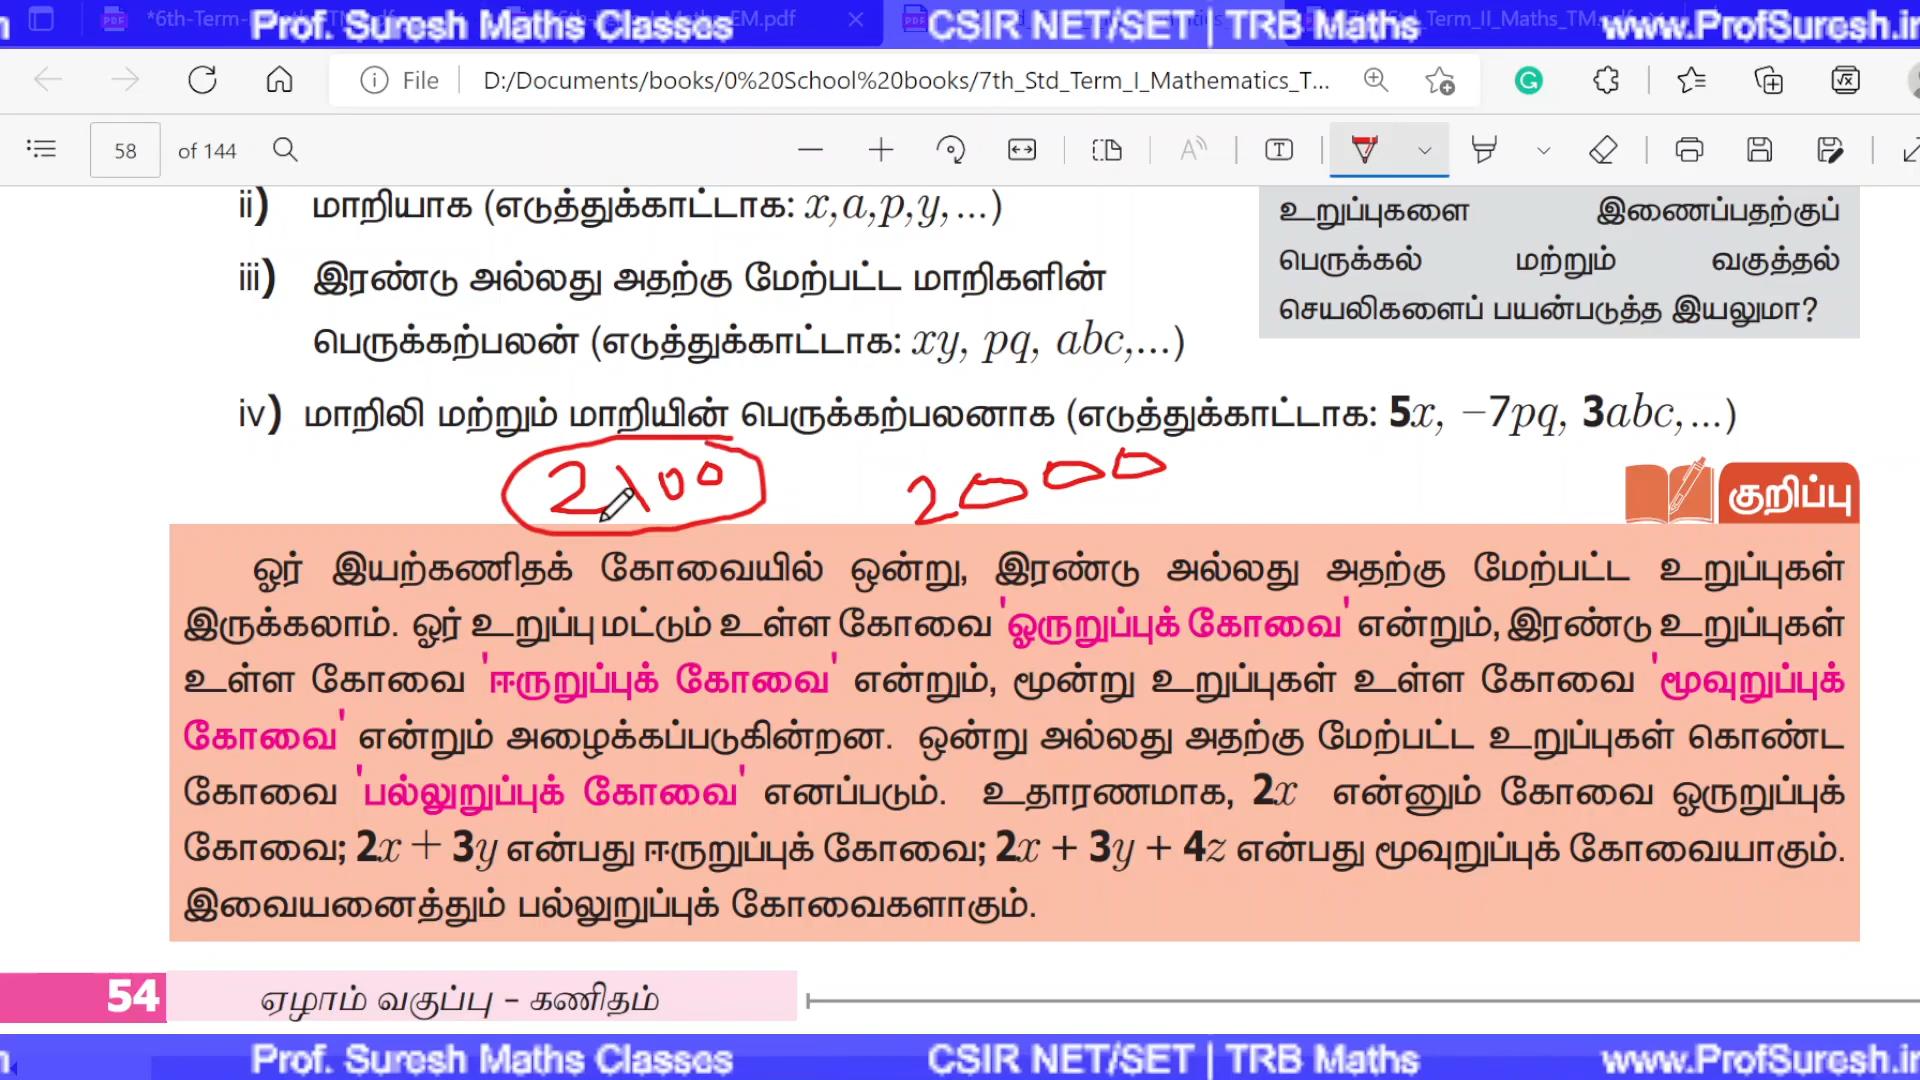 *6th-Term- EM.pdf Term_II_Maths_TM.pdf
Prof. Suresh Maths Classes CSIR NET/SET | TRB Maths www.ProfSuresh.in
File D:/Documents/books/0%20School%20books/7th_Std_Term_I_Mathematics_T...
58 of 144
ii) மாறியாக (எடுத்துக்காட்டாக: x,a,p,y,...)
iii) இரண்டு அல்லது அதற்கு மேற்பட்ட மாறிகளின்
பெருக்கற்பலன் (எடுத்துக்காட்டாக: xy, pq, abc,...)
iv) மாறிலி மற்றும் மாறியின் பெருக்கற்பலனாக (எடுத்துக்காட்டாக: 5x, −7pq, 3abc,...)
உறுப்புகளை இணைப்பதற்குப்
பெருக்கல் மற்றும் வகுத்தல்
செயலிகளைப் பயன்படுத்த இயலுமா?
2100 2000
குறிப்பு
ஓர் இயற்கணிதக் கோவையில் ஒன்று, இரண்டு அல்லது அதற்கு மேற்பட்ட உறுப்புகள்
இருக்கலாம். ஓர் உறுப்பு மட்டும் உள்ள கோவை 'ஓருறுப்புக் கோவை' என்றும், இரண்டு உறுப்புகள்
உள்ள கோவை 'ஈருறுப்புக் கோவை' என்றும், மூன்று உறுப்புகள் உள்ள கோவை 'மூவுறுப்புக்
கோவை' என்றும் அழைக்கப்படுகின்றன. ஒன்று அல்லது அதற்கு மேற்பட்ட உறுப்புகள் கொண்ட
கோவை 'பல்லுறுப்புக் கோவை' எனப்படும். உதாரணமாக, 2x என்னும் கோவை ஓருறுப்புக்
கோவை; 2x + 3y என்பது ஈருறுப்புக் கோவை; 2x + 3y + 4z என்பது மூவுறுப்புக் கோவையாகும்.
இவையனைத்தும் பல்லுறுப்புக் கோவைகளாகும்.
54 ஏழாம் வகுப்பு – கணிதம்
Prof. Suresh Maths Classes CSIR NET/SET | TRB Maths www.ProfSuresh.in